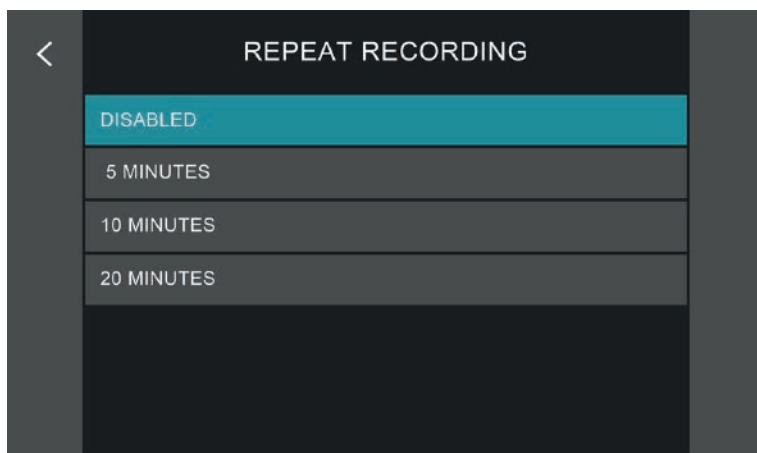 REPEAT RECORDING
DISABLED
5 MINUTES
10 MINUTES
20 MINUTES